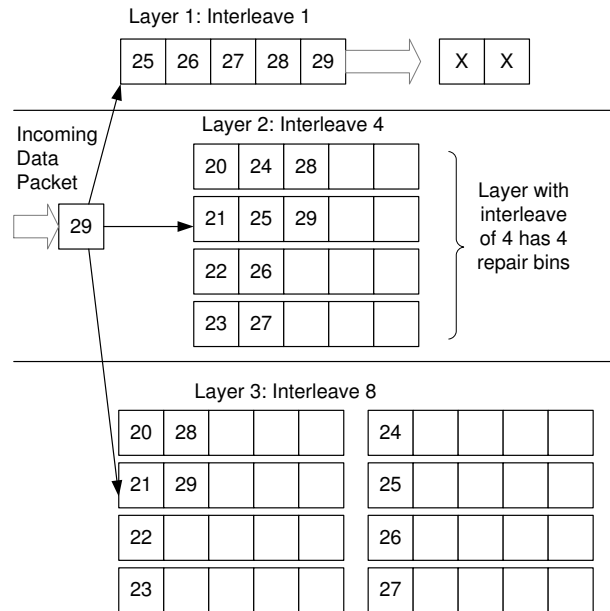 Layer 1: Interleave 1
25 26 27 28 29
X X
Layer 2: Interleave 4
Incoming
Data
Packet
29
20 24 28
21 25 29
22 26
23 27
Layer with
interleave
of 4 has 4
repair bins
Layer 3: Interleave 8
20 28
21 29
22
23
24
25
26
27